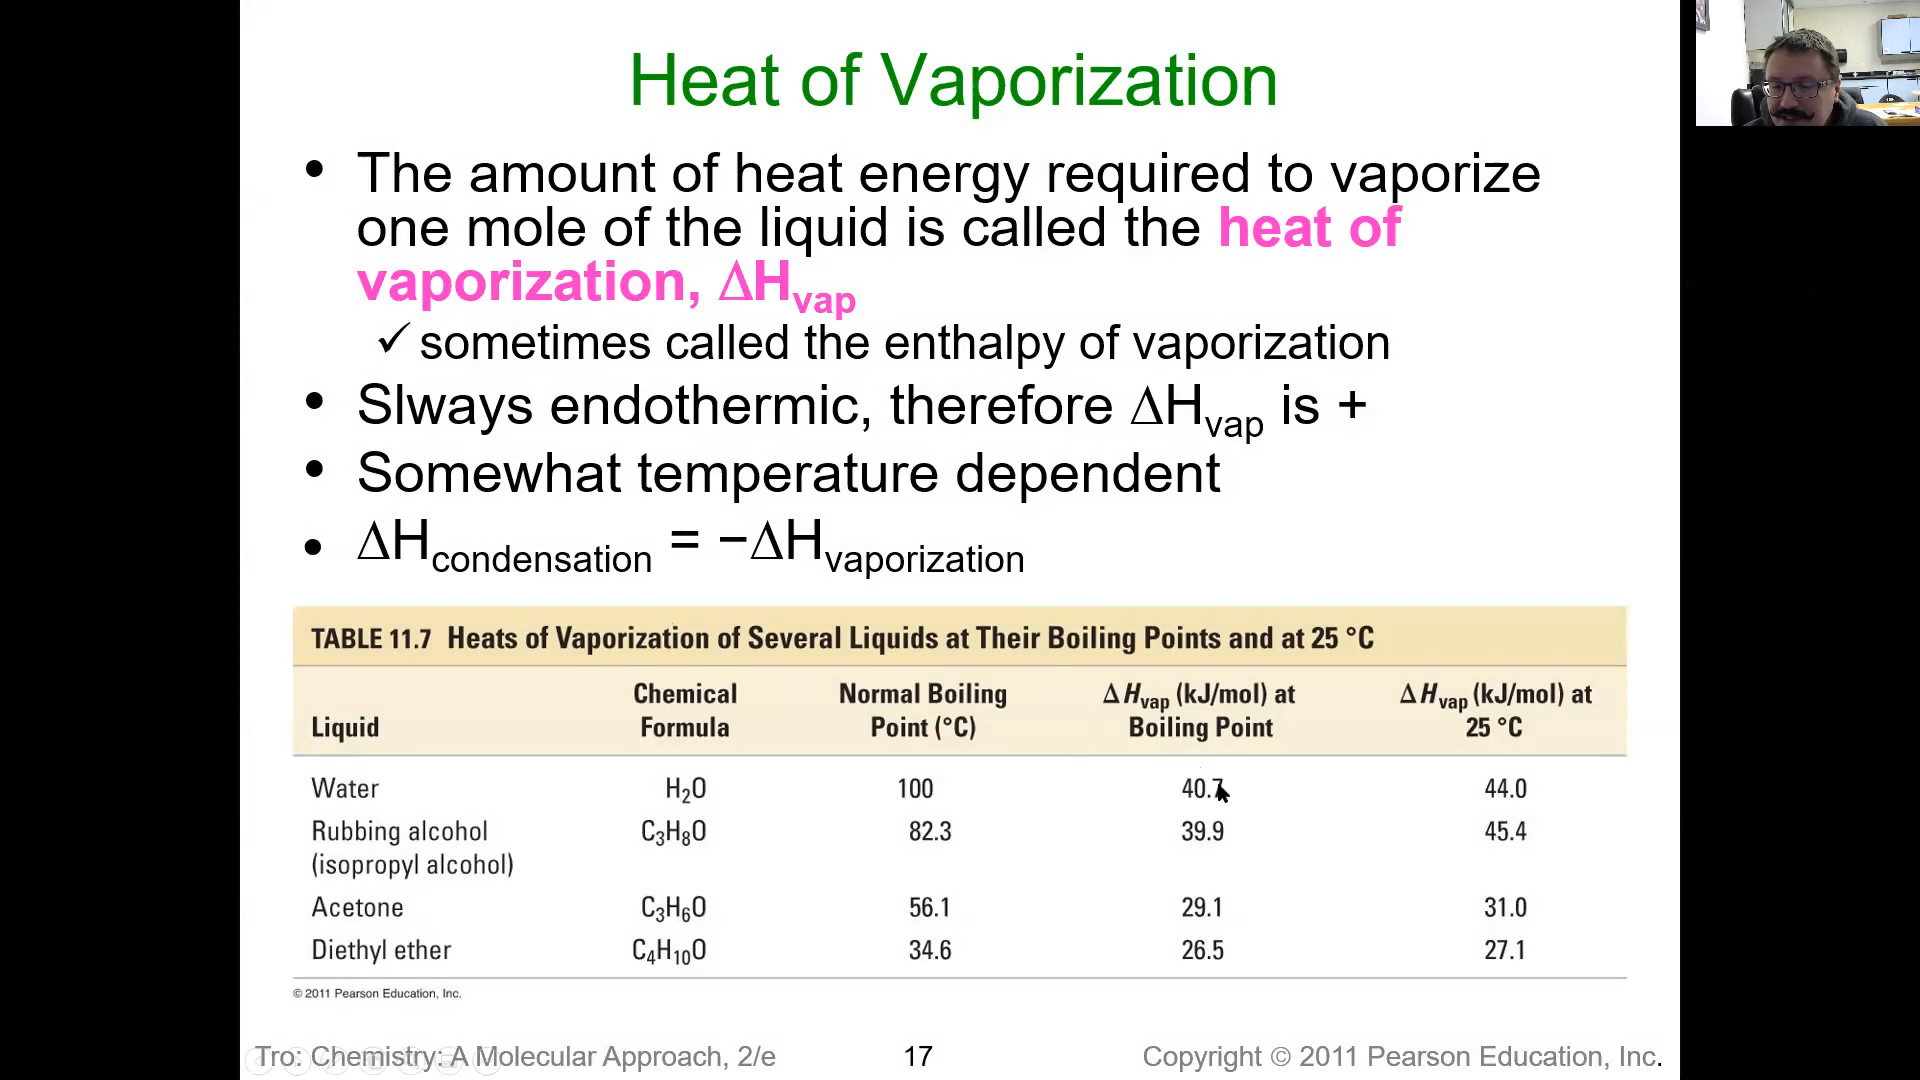 Heat of Vaporization
• The amount of heat energy required to vaporize
one mole of the liquid is called the heat of
vaporization, ΔHvap
✓ sometimes called the enthalpy of vaporization
• Slways endothermic, therefore ΔHvap is +
• Somewhat temperature dependent
• ΔHcondensation = −ΔHvaporization
TABLE 11.7 Heats of Vaporization of Several Liquids at Their Boiling Points and at 25 °C
Liquid Chemical Formula Normal Boiling Point (°C) ΔHvap (kJ/mol) at Boiling Point ΔHvap (kJ/mol) at 25 °C
Water H₂O 100 40.7 44.0
Rubbing alcohol C₃H₈O 82.3 39.9 45.4
(isopropyl alcohol)
Acetone C₃H₆O 56.1 29.1 31.0
Diethyl ether C₄H₁₀O 34.6 26.5 27.1
© 2011 Pearson Education, Inc.
Tro: Chemistry: A Molecular Approach, 2/e 17 Copyright © 2011 Pearson Education, Inc.